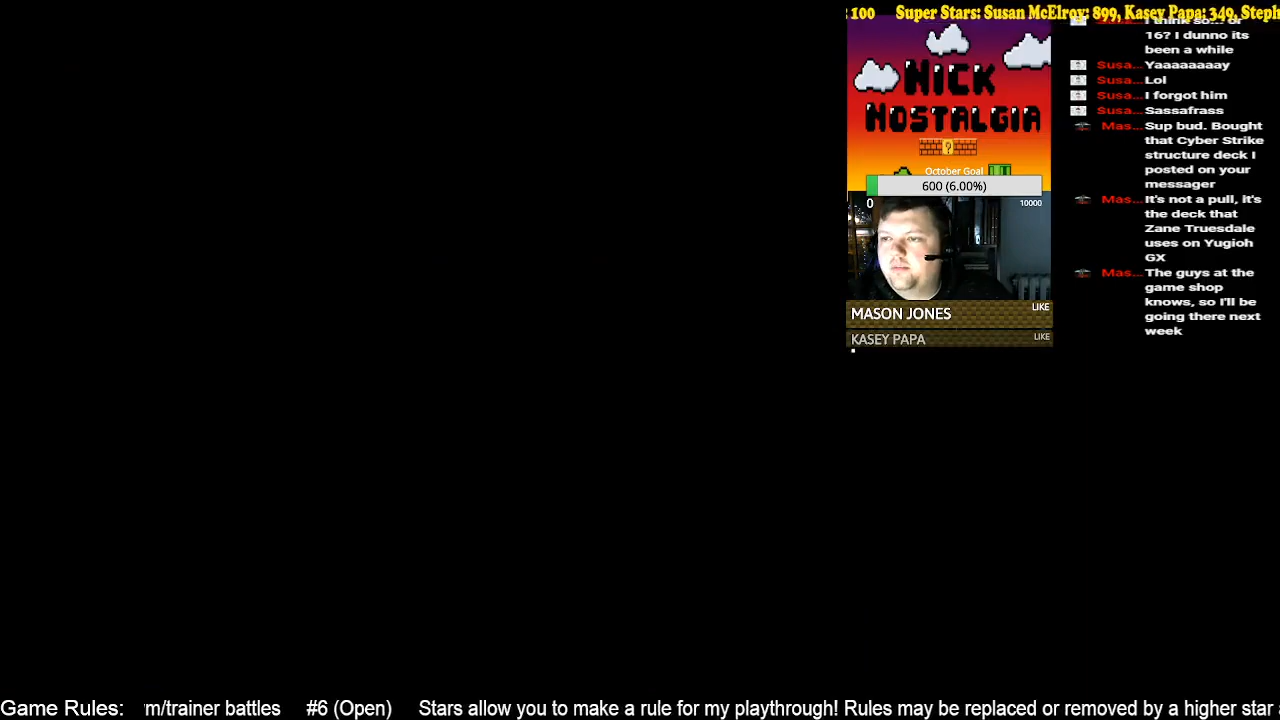 : 100 Super Stars: Susan McElroy: 899, Kasey Papa: 349, Steph
NICK
NOSTALGIA
?
October Goal
600 (6.00%)
0 10000
MASON JONES LIKE
KASEY PAPA LIKE
I think so... or
16? I dunno its
been a while
Susa... Yaaaaaaaay
Susa... Lol
Susa... I forgot him
Susa... Sassafrass
Mas... Sup bud. Bought
that Cyber Strike
structure deck I
posted on your
messager
Mas... It's not a pull, it's
the deck that
Zane Truesdale
uses on Yugioh
GX
Mas... The guys at the
game shop
knows, so I'll be
going there next
week
Game Rules: m/trainer battles #6 (Open) Stars allow you to make a rule for my playthrough! Rules may be replaced or removed by a higher star